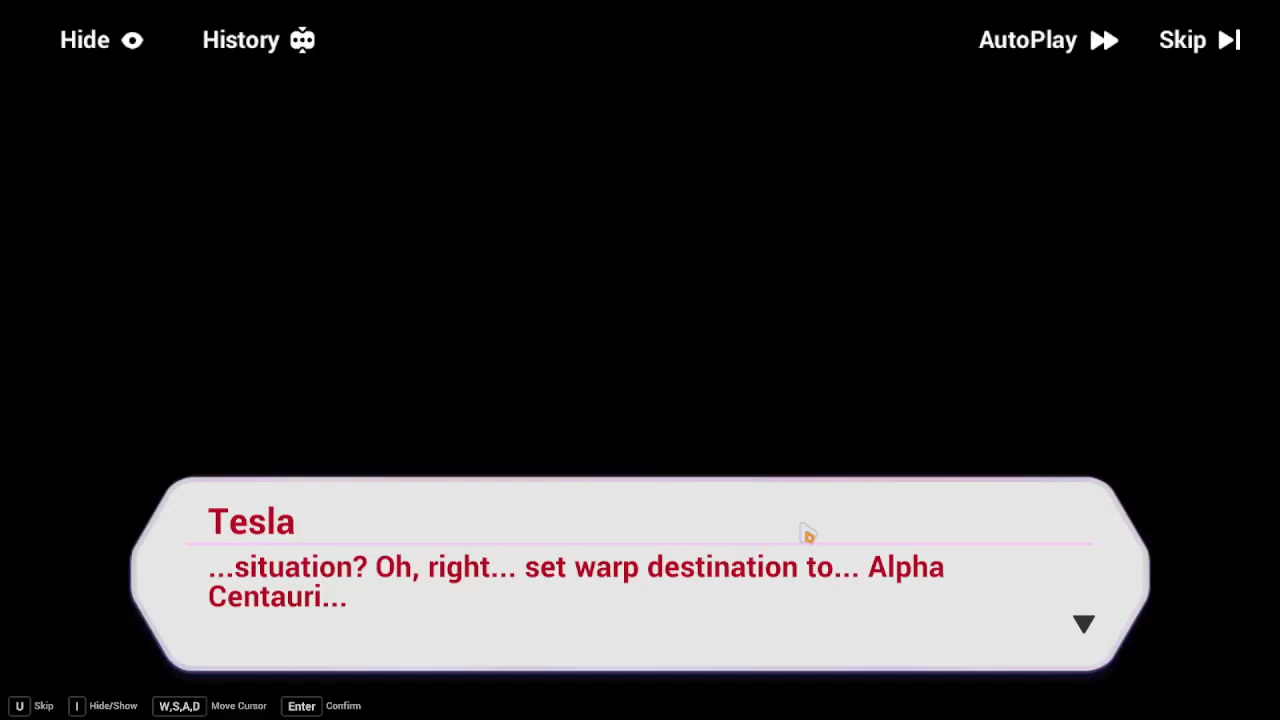 Hide
History
AutoPlay
Skip
Tesla
...situation? Oh, right... set warp destination to... Alpha
Centauri...
U Skip I Hide/Show W,S,A,D Move Cursor Enter Confirm